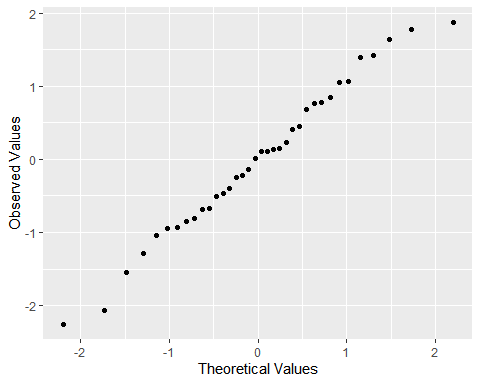 2
1
0
-1
-2
Observed Values
-2 -1 0 1 2
Theoretical Values